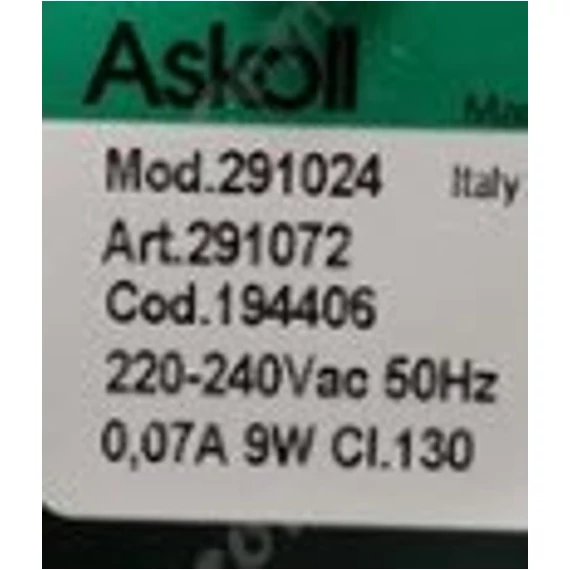 Askoll
Mod.291024
Italy
Art.291072
Cod.194406
220-240Vac 50Hz
0,07A 9W Cl.130